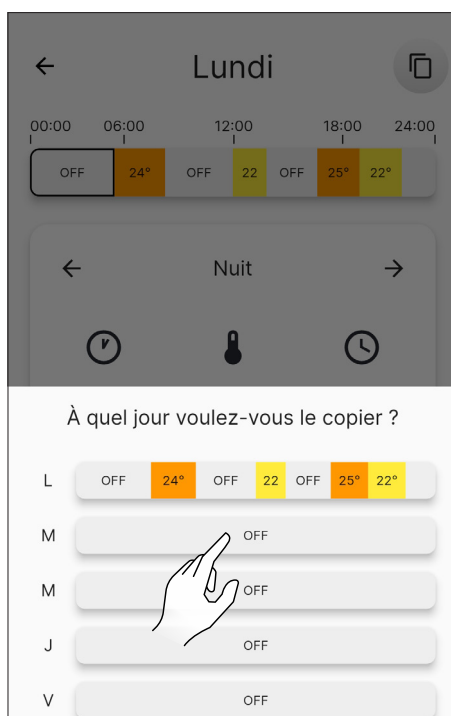 Lundi
00:00 06:00 12:00 18:00 24:00
OFF 24° OFF 22 OFF 25° 22°
Nuit
À quel jour voulez-vous le copier ?
L OFF 24° OFF 22 OFF 25° 22°
M OFF
M OFF
J OFF
V OFF